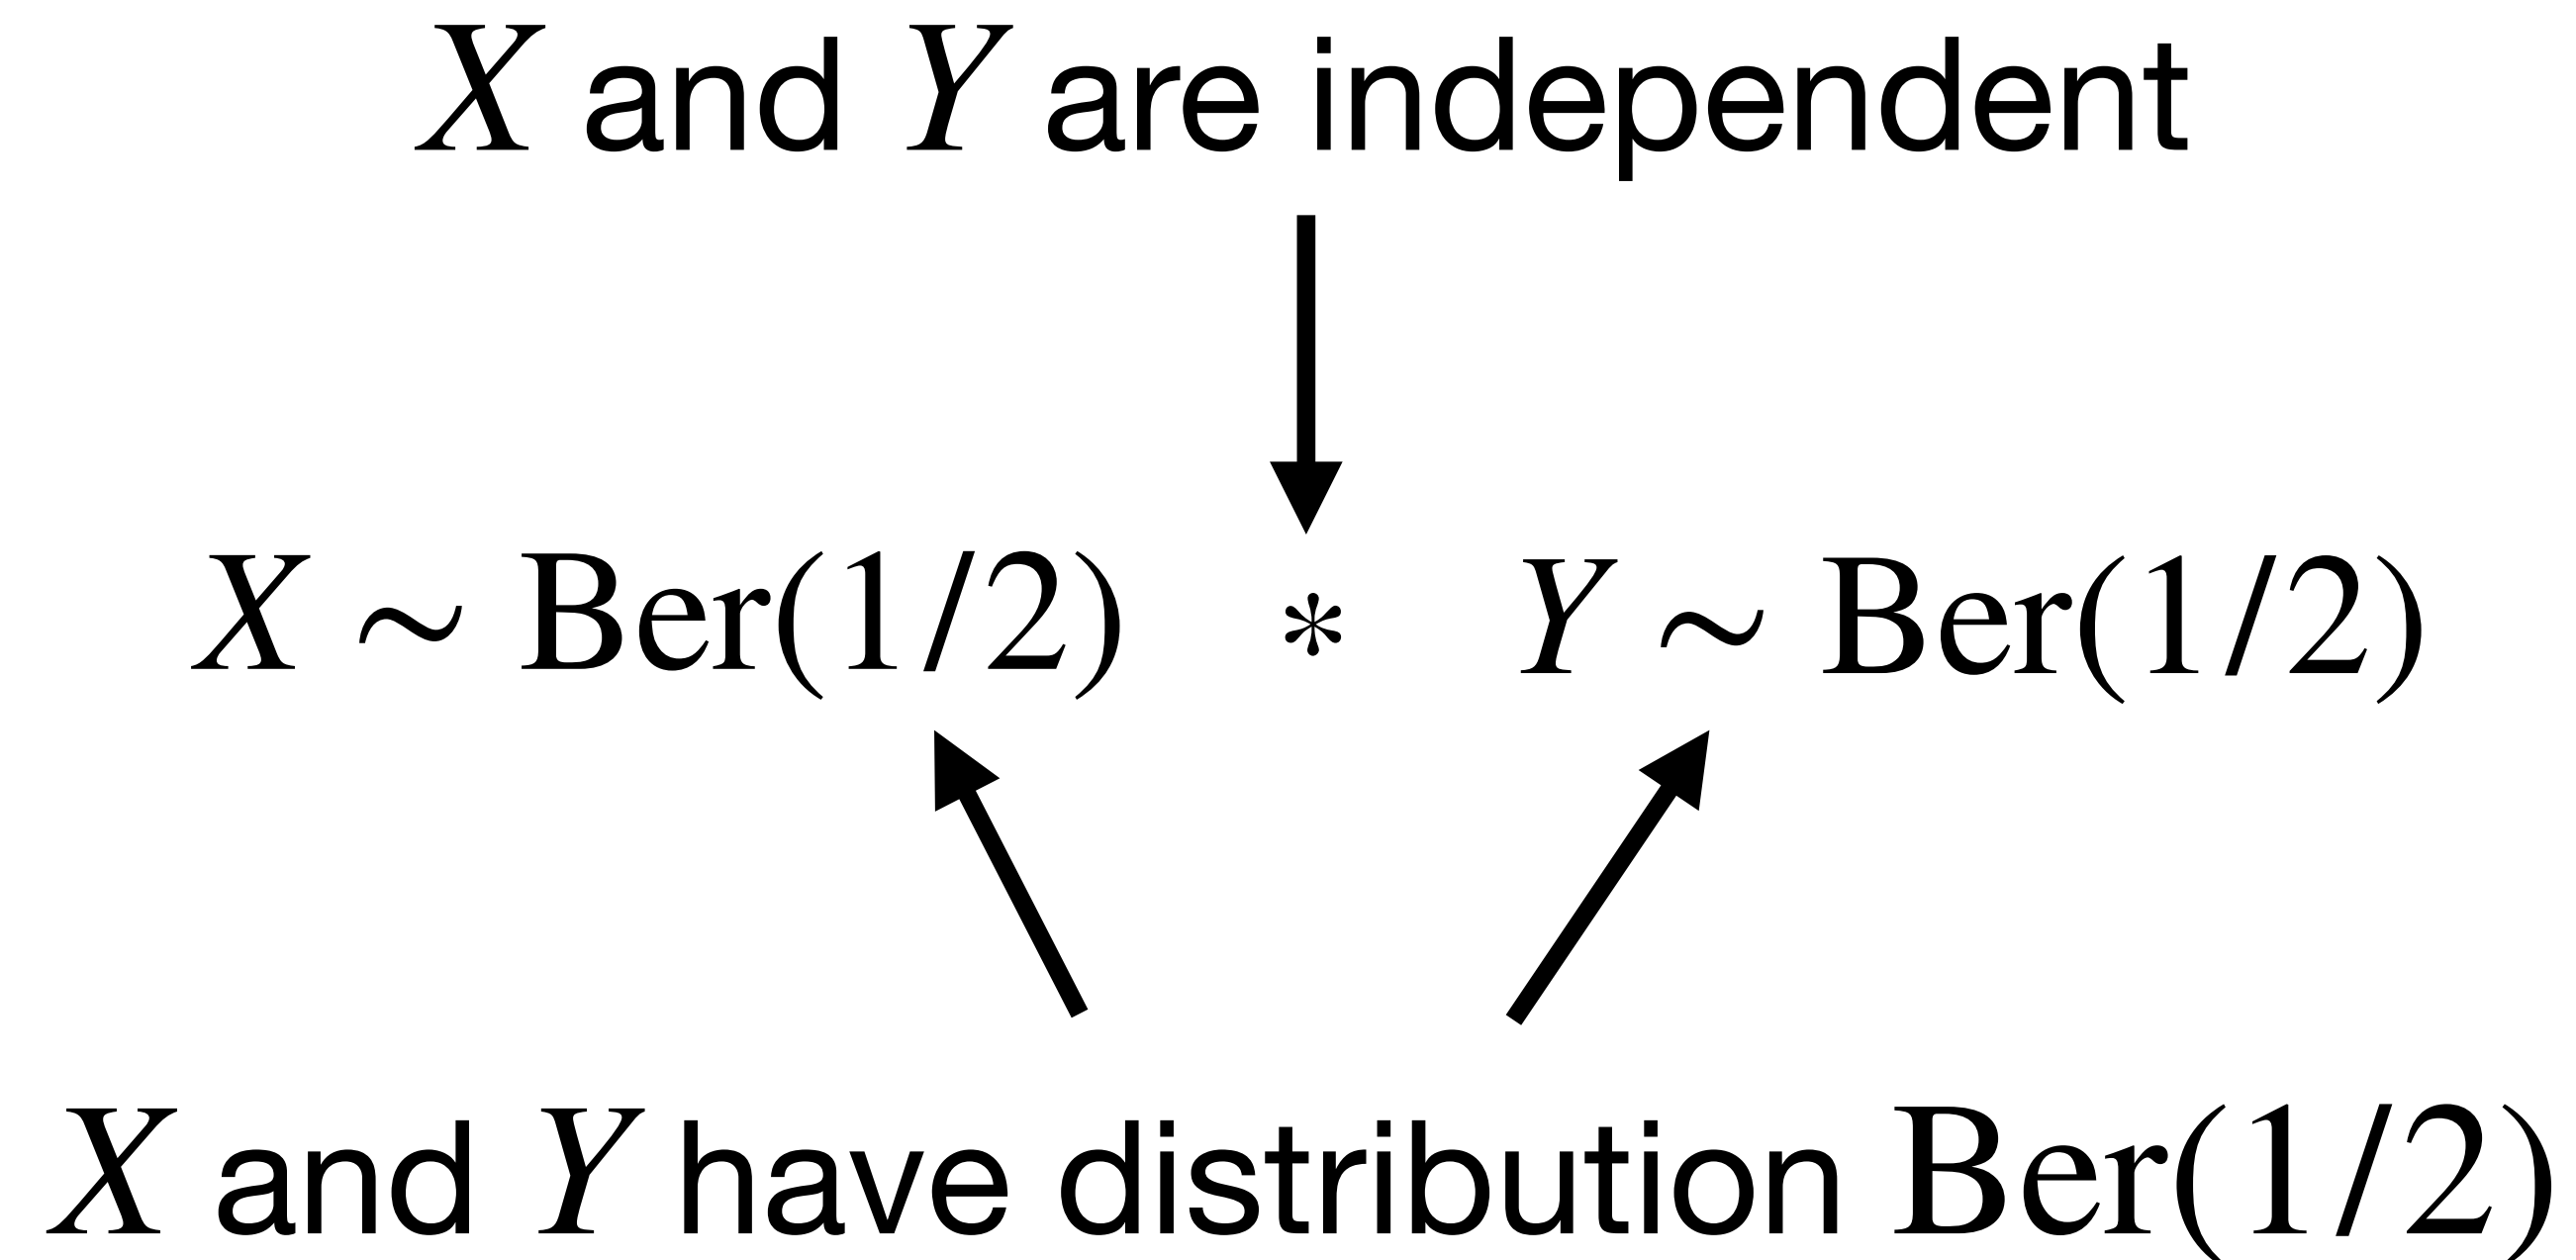 X and Y are independent
X ∼ Ber(1/2) * Y ∼ Ber(1/2)
X and Y have distribution Ber(1/2)